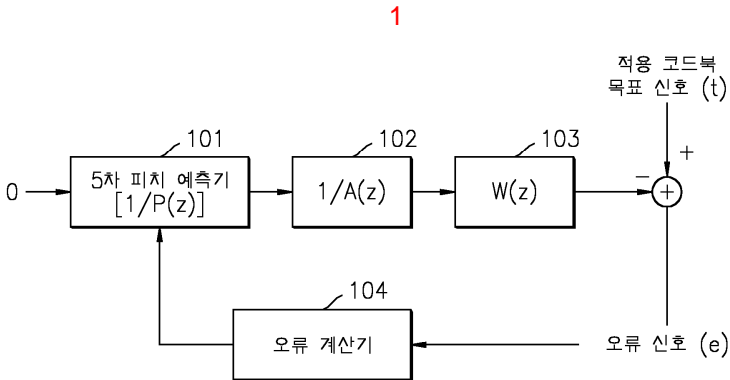 1
적용 코드북
목표 신호 (t)
101
102
103
5차 피치 예측기
[1/P(z)]
1/A(z)
W(z)
0
+
−
+
104
오류 계산기
오류 신호 (e)